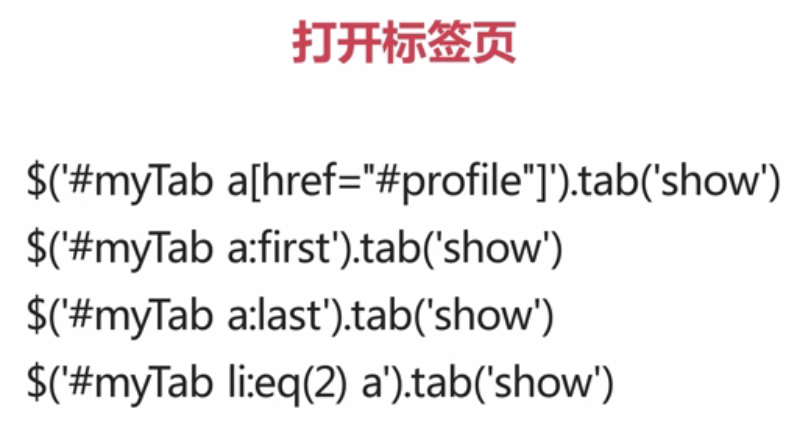 打开标签页
$('#myTab a[href="#profile"]').tab('show')
$('#myTab a:first').tab('show')
$('#myTab a:last').tab('show')
$('#myTab li:eq(2) a').tab('show')